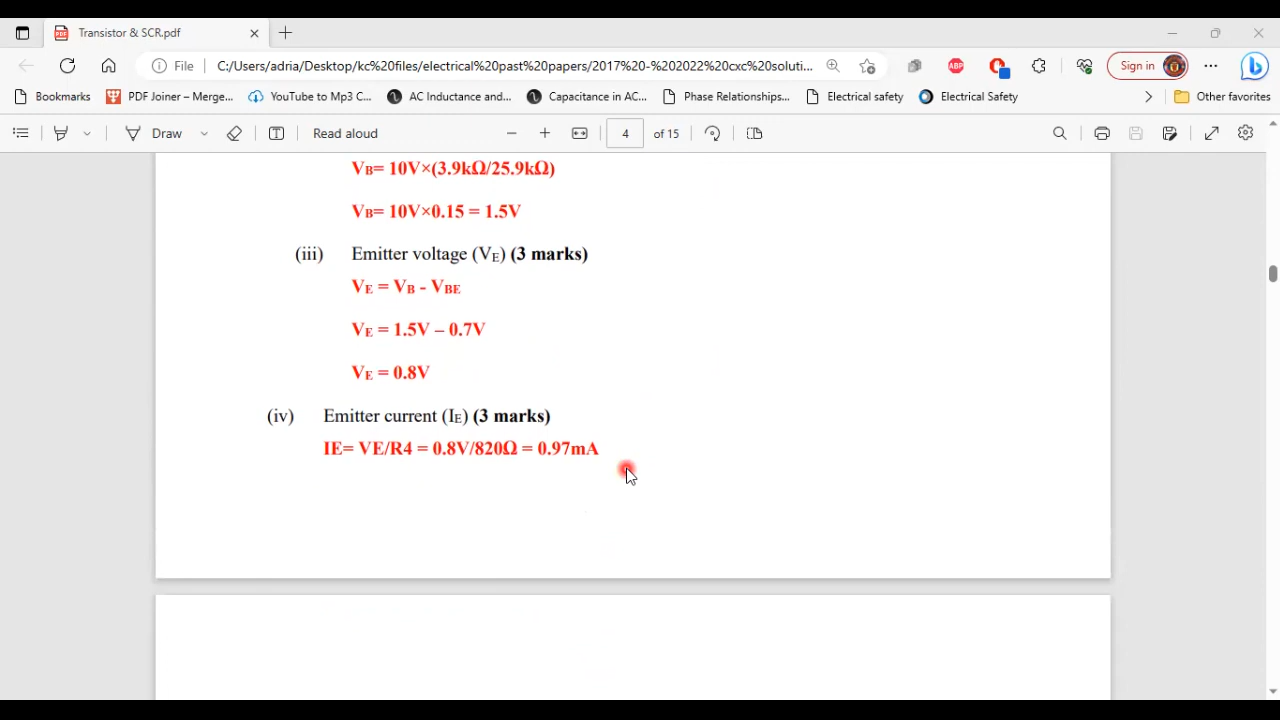 Transistor & SCR.pdf
File C:/Users/adria/Desktop/kc%20files/electrical%20past%20papers/2017%20-%202022%20cxc%20soluti... Sign in
Bookmarks PDF Joiner – Merge... YouTube to Mp3 C... AC Inductance and... Capacitance in AC... Phase Relationships... Electrical safety Electrical Safety Other favorites
Draw Read aloud 4 of 15
VB= 10V×(3.9kΩ/25.9kΩ)
VB= 10V×0.15 = 1.5V
(iii) Emitter voltage (VE) (3 marks)
VE = VB - VBE
VE = 1.5V – 0.7V
VE = 0.8V
(iv) Emitter current (IE) (3 marks)
IE= VE/R4 = 0.8V/820Ω = 0.97mA